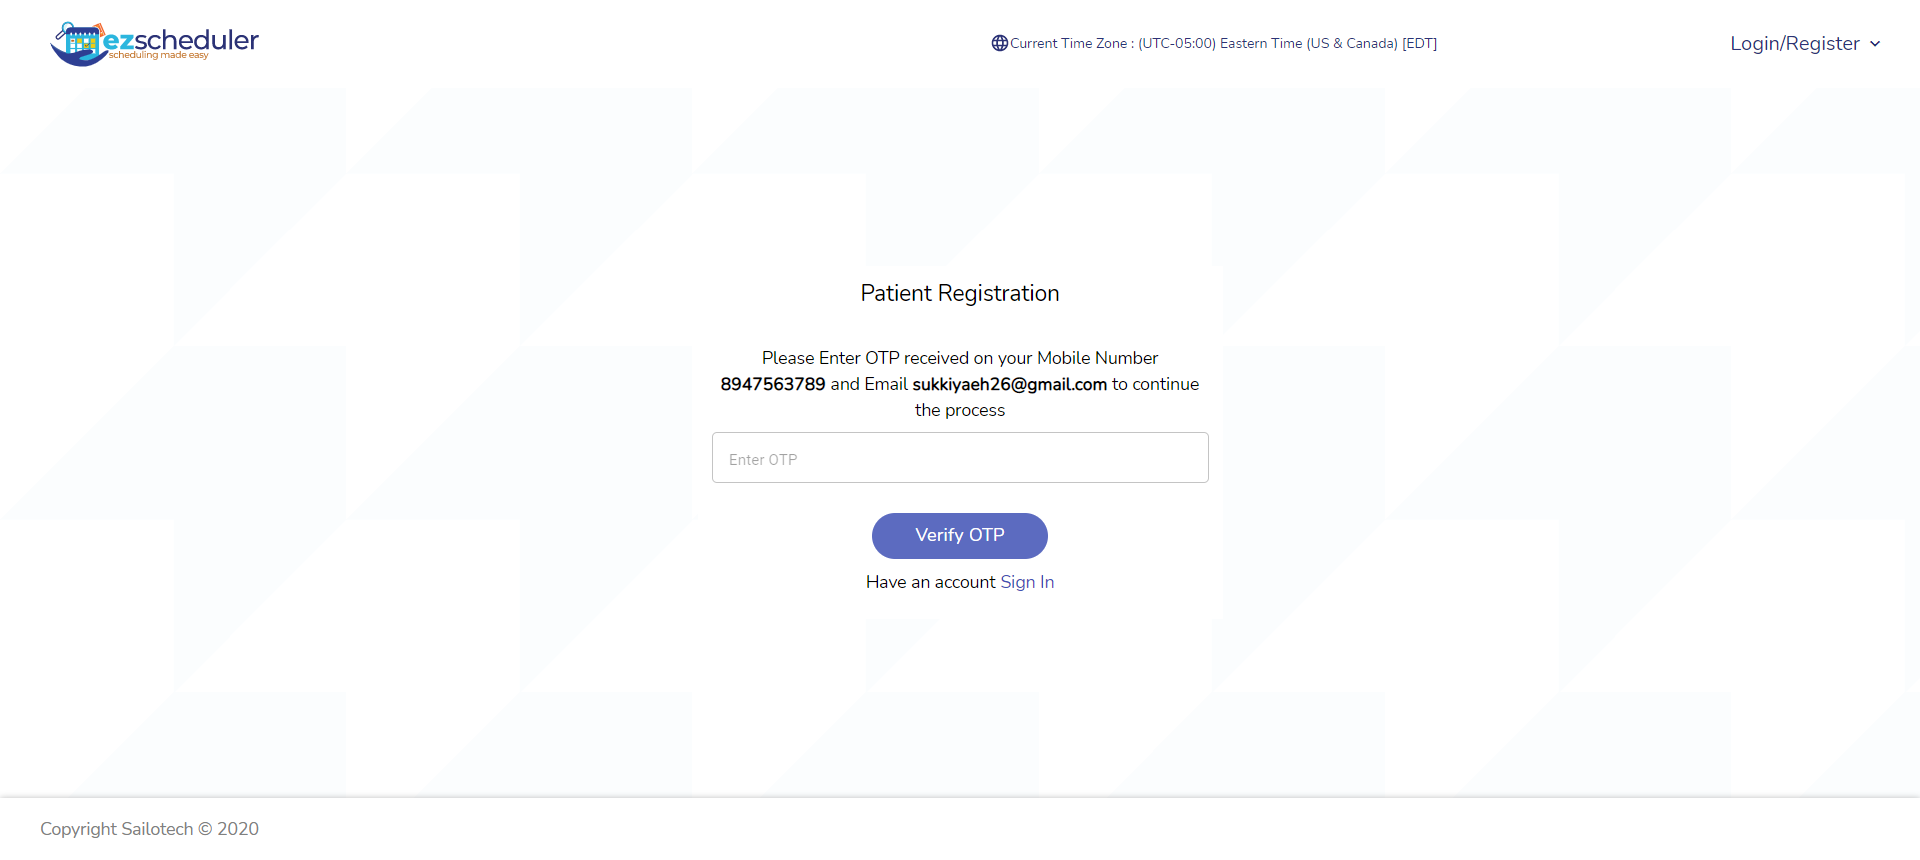 ezscheduler
scheduling made easy
Current Time Zone : (UTC-05:00) Eastern Time (US & Canada) [EDT]
Login/Register
Patient Registration
Please Enter OTP received on your Mobile Number
8947563789 and Email sukkiyaeh26@gmail.com to continue
the process
Enter OTP
Verify OTP
Have an account Sign In
Copyright Sailotech © 2020